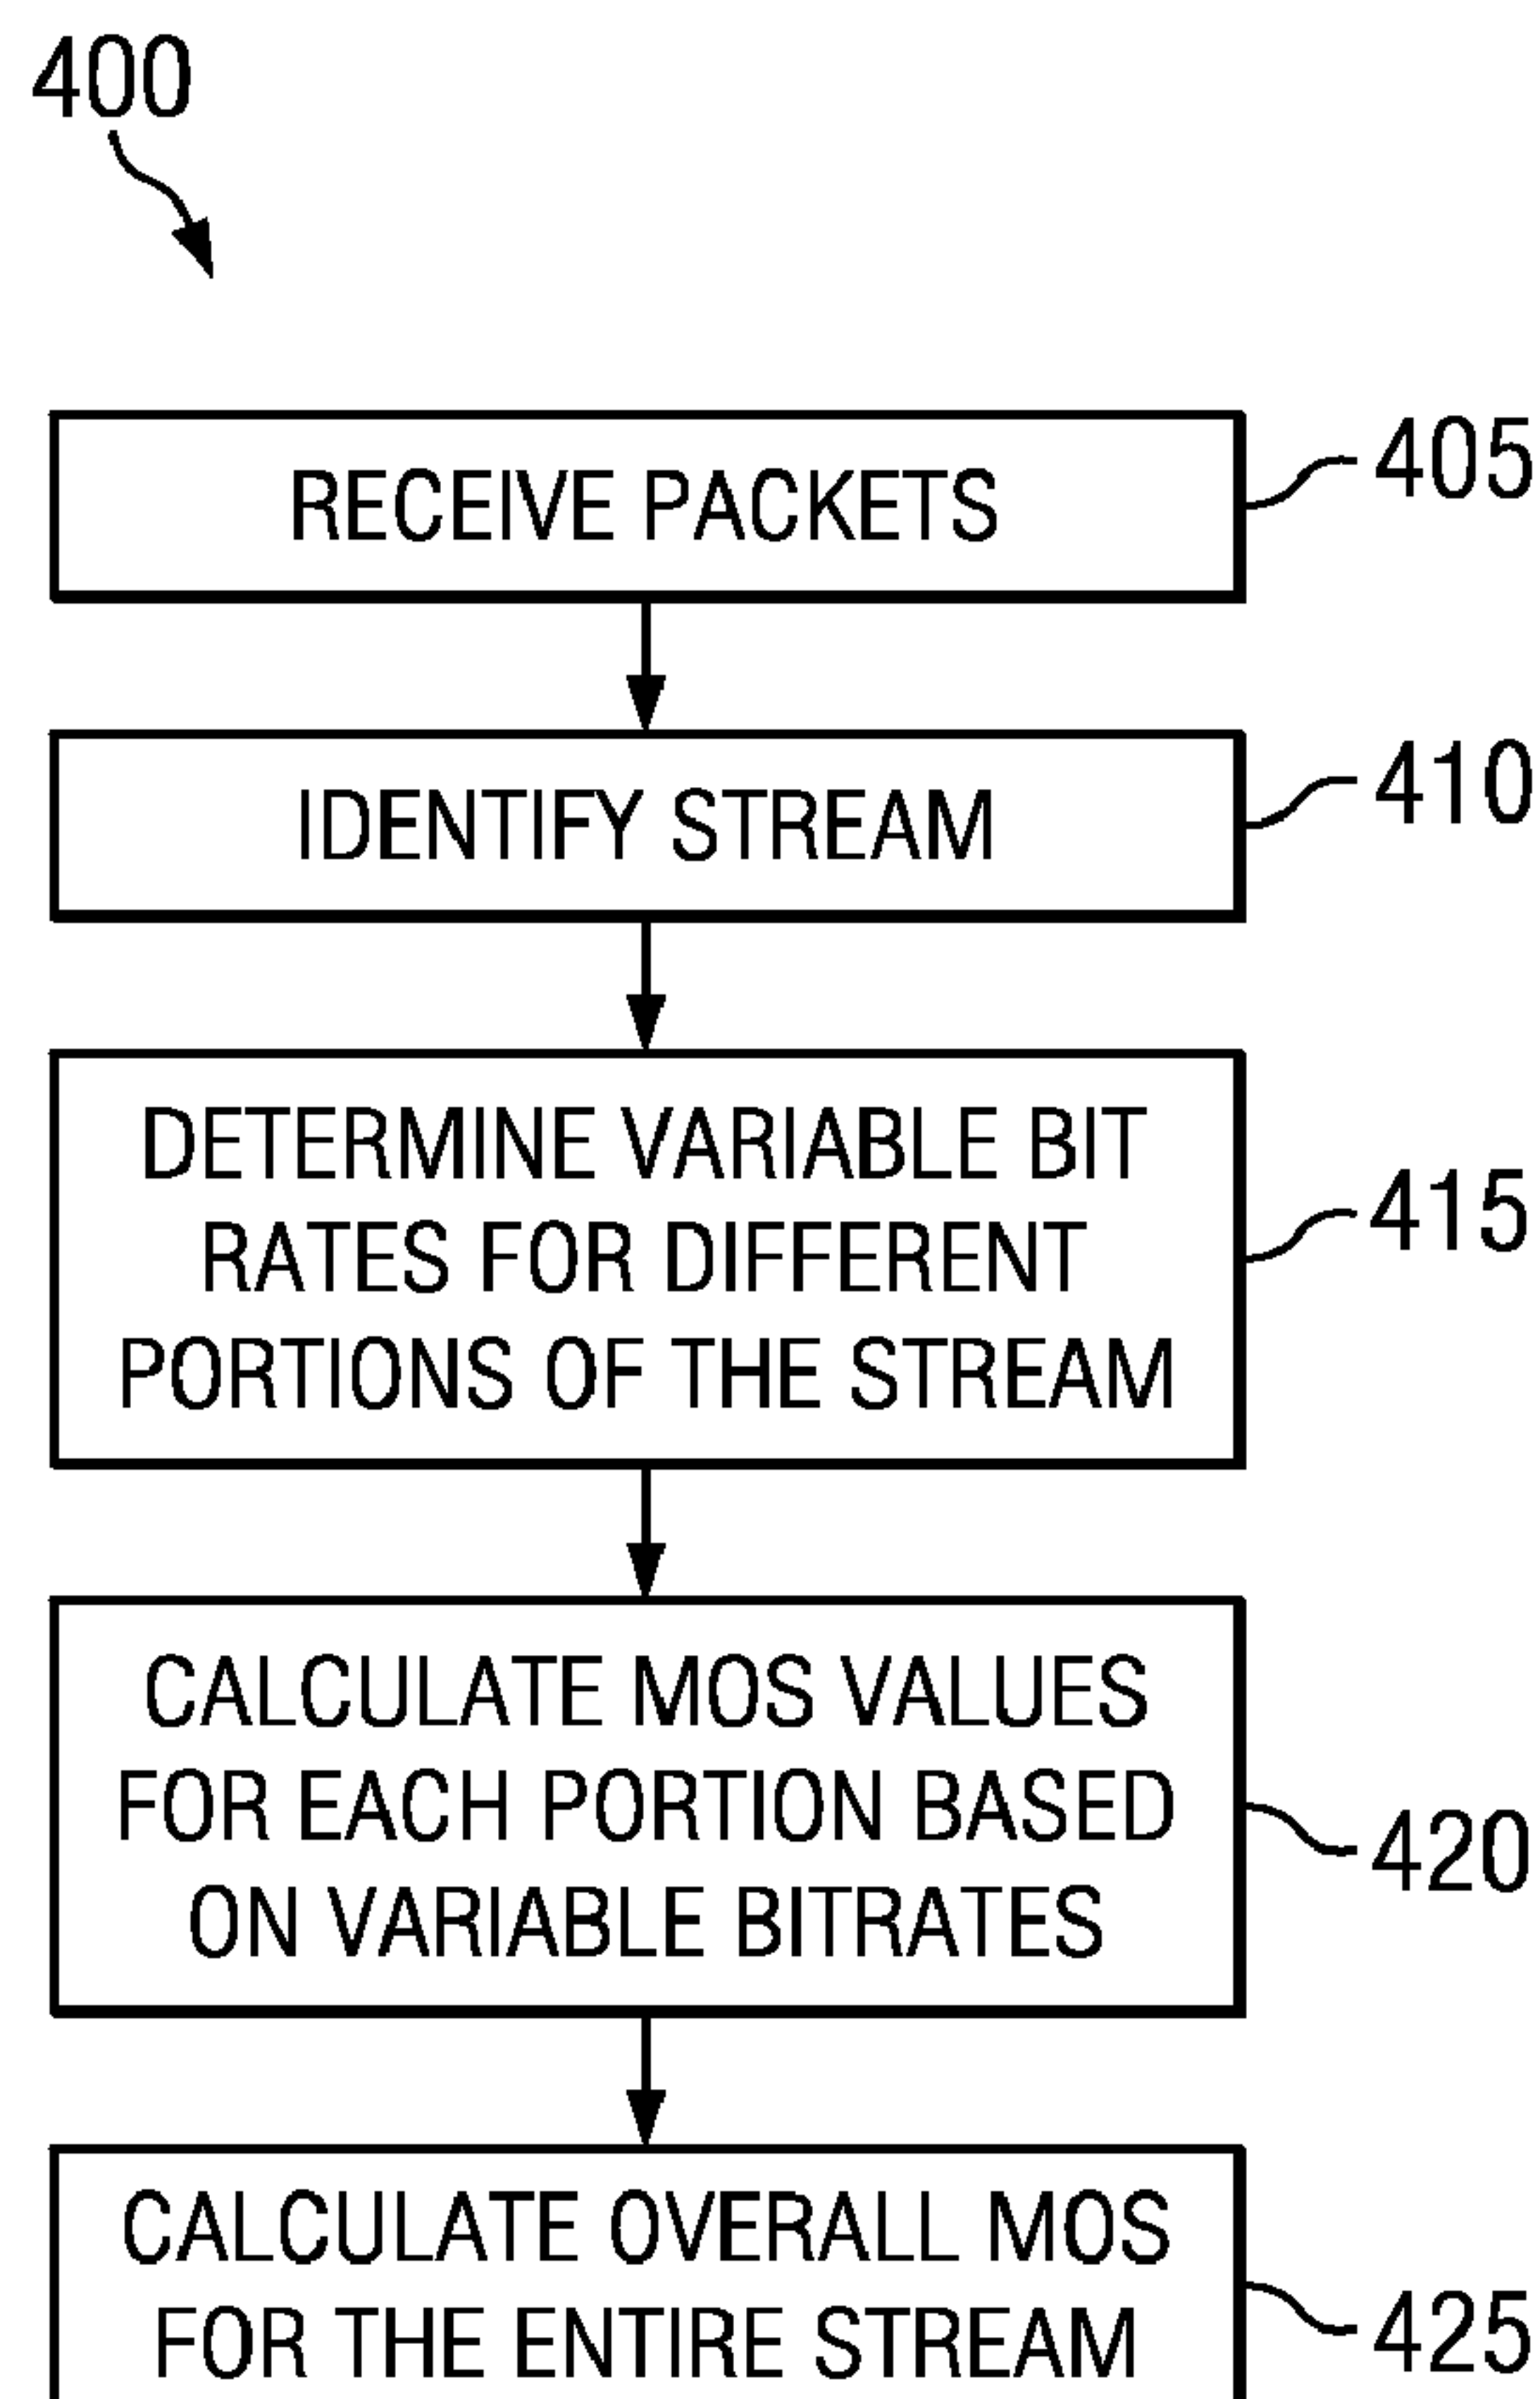 400
RECEIVE PACKETS
405
IDENTIFY STREAM
410
DETERMINE VARIABLE BIT
RATES FOR DIFFERENT
PORTIONS OF THE STREAM
415
CALCULATE MOS VALUES
FOR EACH PORTION BASED
ON VARIABLE BITRATES
420
CALCULATE OVERALL MOS
FOR THE ENTIRE STREAM
425